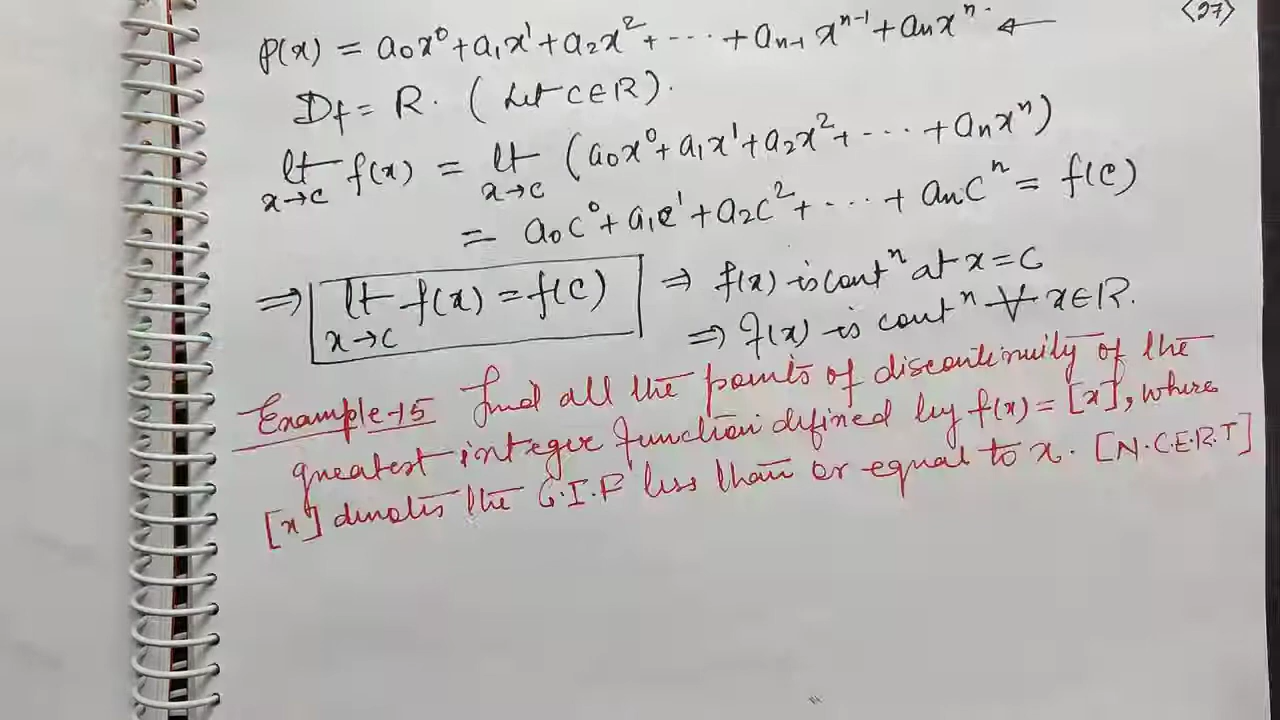 <27>
p(x) = a₀x⁰ + a₁x¹ + a₂x² + ⋯ + aₙ₋₁ xⁿ⁻¹ + aₙxⁿ. ←
Df = R. (Let C∈R).
lt x→c f(x) = lt x→c (a₀x⁰ + a₁x¹ + a₂x² + ⋯ + aₙxⁿ)
= a₀c⁰ + a₁c¹ + a₂c² + ⋯ + aₙcⁿ = f(c)
⇒ lt x→c f(x) = f(c) ⇒ f(x) is contⁿ at x = c
⇒ f(x) is contⁿ ∀ x∈R.
Example-15 find all the points of discontinuity of the
greatest integer function defined by f(x) = [x], where
[x] denotes the G.I.F less than or equal to x. [N.C.E.R.T]